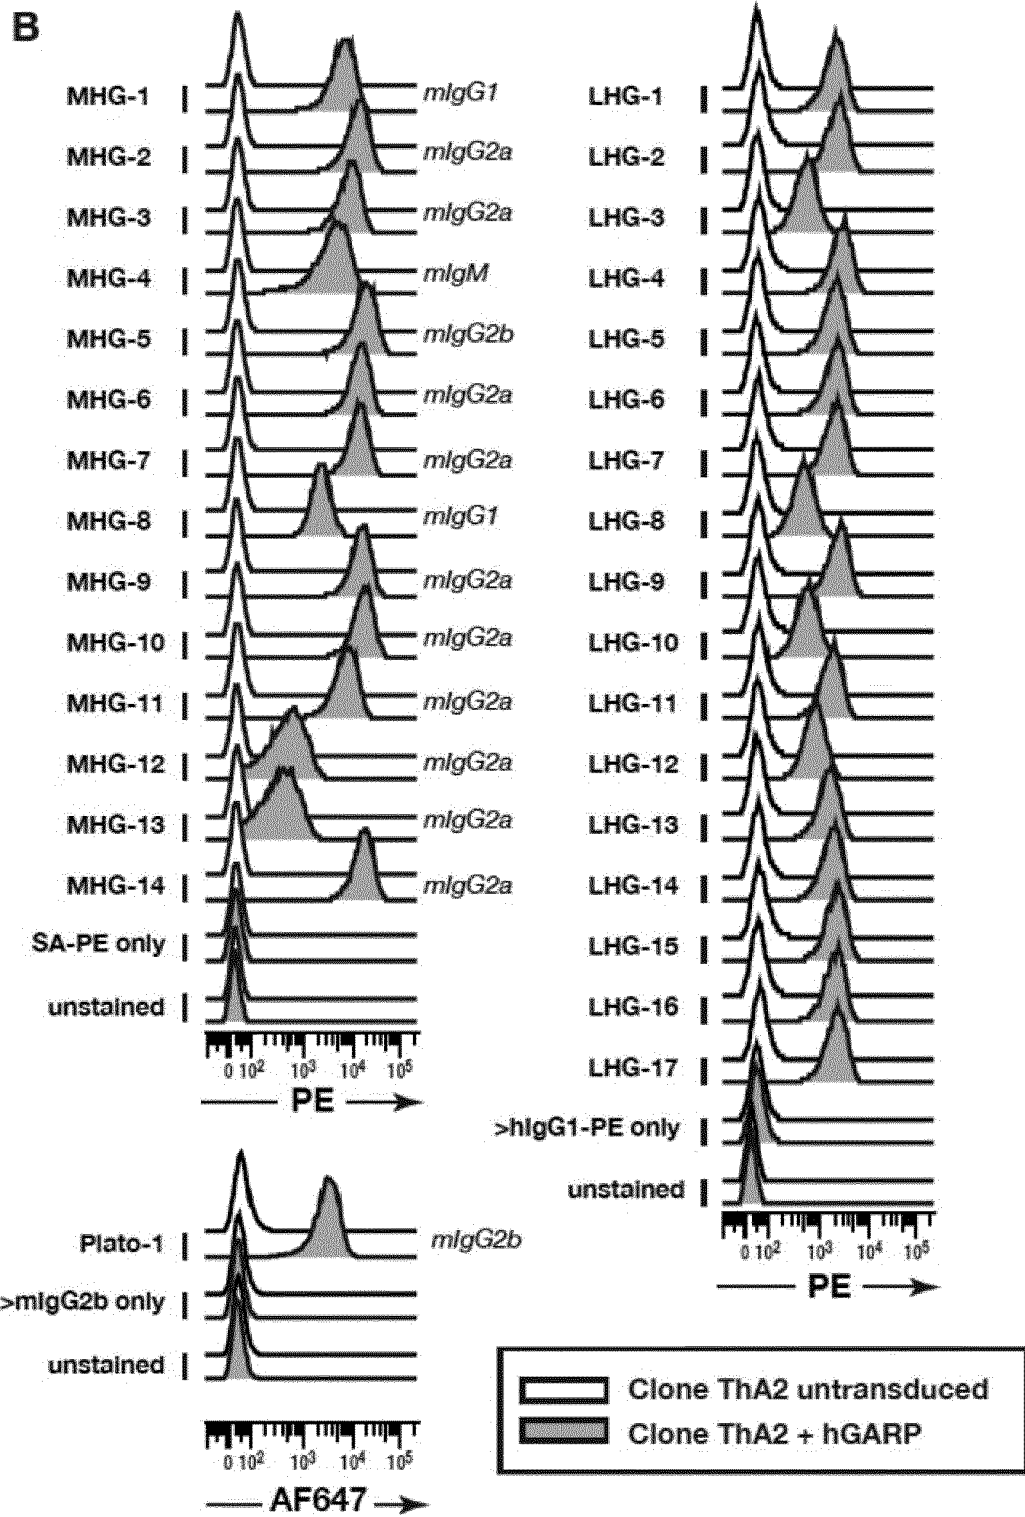 B
MHG-1 mIgG1
MHG-2 mIgG2a
MHG-3 mIgG2a
MHG-4 mIgM
MHG-5 mIgG2b
MHG-6 mIgG2a
MHG-7 mIgG2a
MHG-8 mIgG1
MHG-9 mIgG2a
MHG-10 mIgG2a
MHG-11 mIgG2a
MHG-12 mIgG2a
MHG-13 mIgG2a
MHG-14 mIgG2a
SA-PE only
unstained
0 10² 10³ 10⁴ 10⁵
PE
Plato-1 mIgG2b
>mIgG2b only
unstained
0 10² 10³ 10⁴ 10⁵
AF647
LHG-1
LHG-2
LHG-3
LHG-4
LHG-5
LHG-6
LHG-7
LHG-8
LHG-9
LHG-10
LHG-11
LHG-12
LHG-13
LHG-14
LHG-15
LHG-16
LHG-17
>hIgG1-PE only
unstained
0 10² 10³ 10⁴ 10⁵
PE
Clone ThA2 untransduced
Clone ThA2 + hGARP